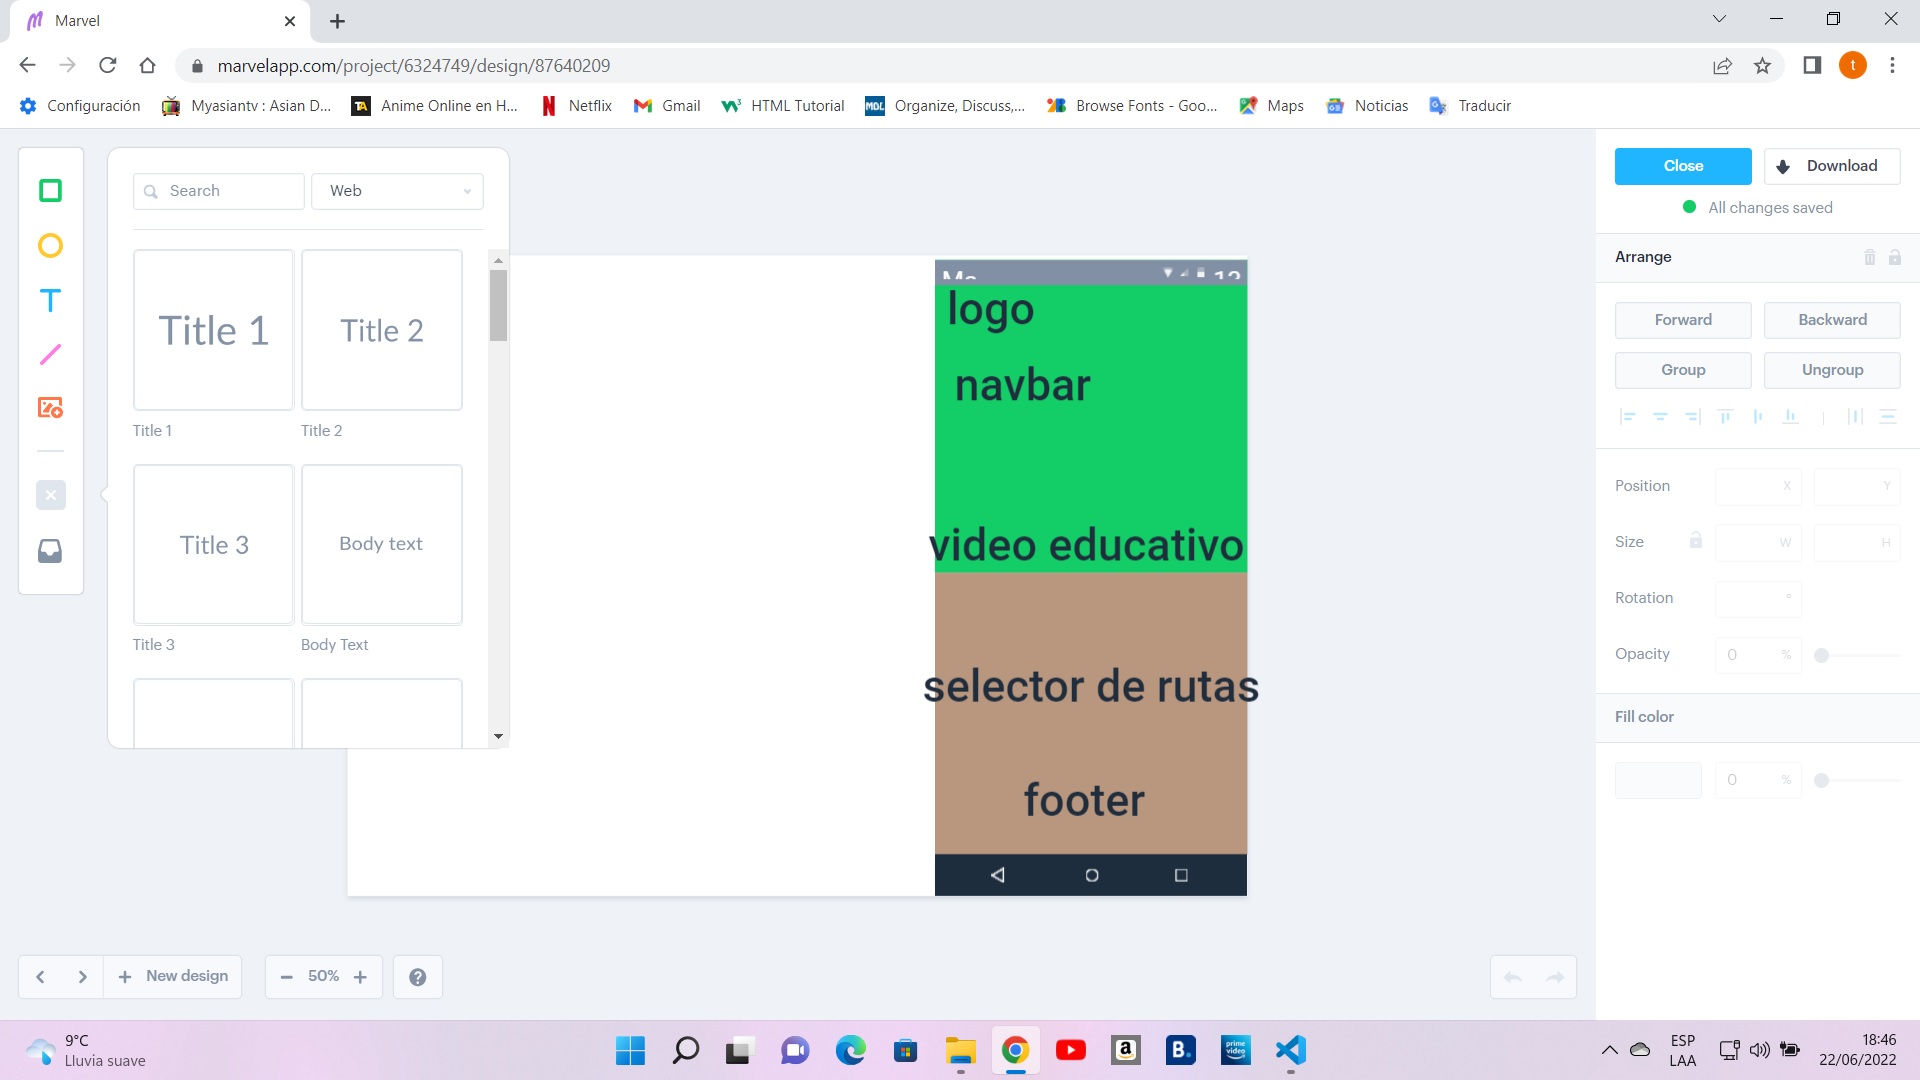 Marvel
marvelapp.com/project/6324749/design/87640209
t
Configuración
Myasiantv : Asian D...
TA
Anime Online en H...
Netflix
Gmail
HTML Tutorial
MDL
Organize, Discuss,...
Browse Fonts - Goo...
Maps
Noticias
Traducir
Search
Web
Title 1
Title 2
Title 1
Title 2
Title 3
Body text
Title 3
Body Text
logo
navbar
video educativo
selector de rutas
footer
Close
Download
All changes saved
Arrange
Forward
Backward
Group
Ungroup
Position
X
Y
Size
W
H
Rotation
°
Opacity
0
%
Fill color
0
%
New design
50%
9°C
Lluvia suave
a
B.
prime video
ESP
LAA
18:46
22/06/2022